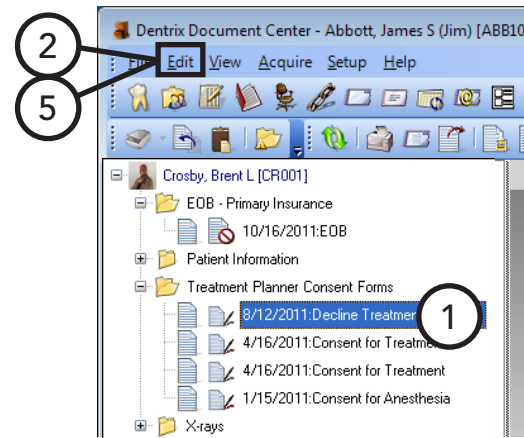 Dentrix Document Center - Abbott, James S (Jim) [ABB10
2
Edit View Acquire Setup Help
5
Crosby, Brent L [CR001]
EOB - Primary Insurance
10/16/2011:EOB
Patient Information
Treatment Planner Consent Forms
8/12/2011:Decline Treatmen
1
4/16/2011:Consent for Treatment
4/16/2011:Consent for Treatment
1/15/2011:Consent for Anesthesia
X-rays